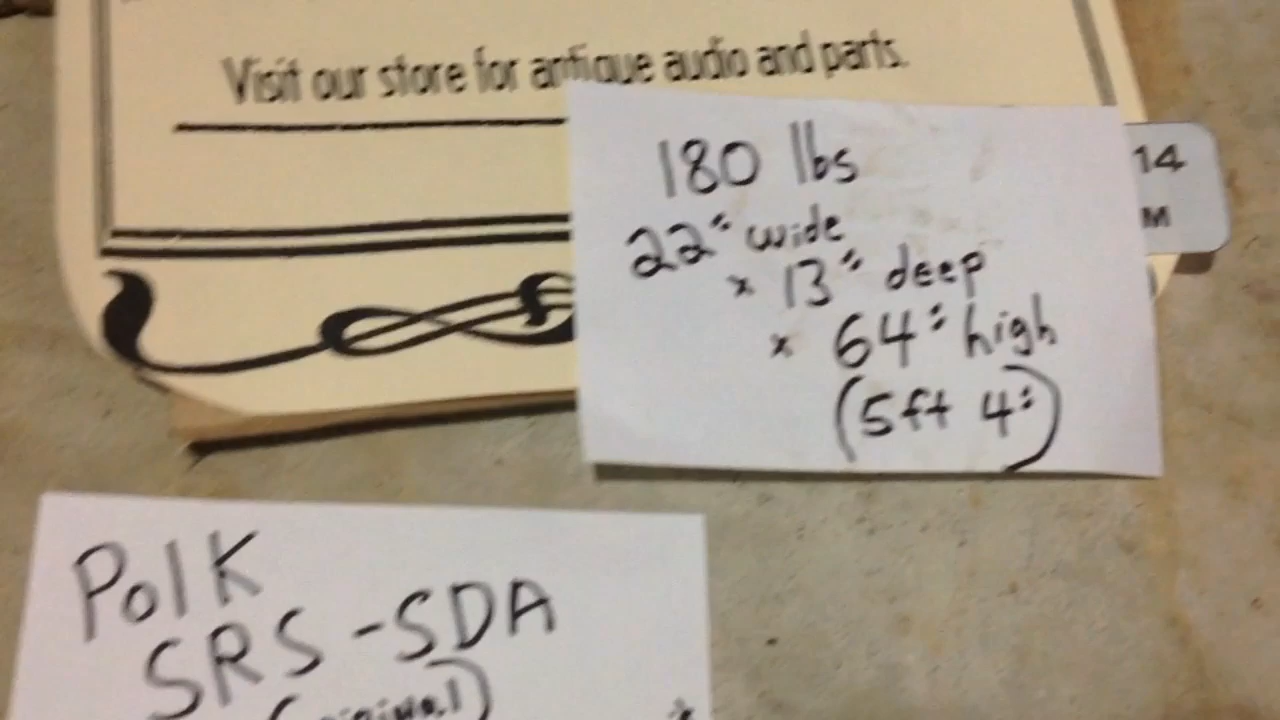 Visit our store for antique audio and parts.
180 lbs
22" wide
x 13" deep
x 64" high
(5ft 4")
14
M
Polk
SRS-SDA